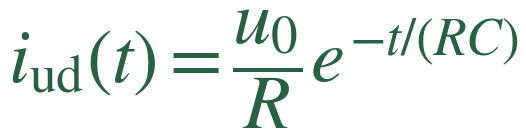 i_ud(t) = u_0/R e^{-t/(RC)}